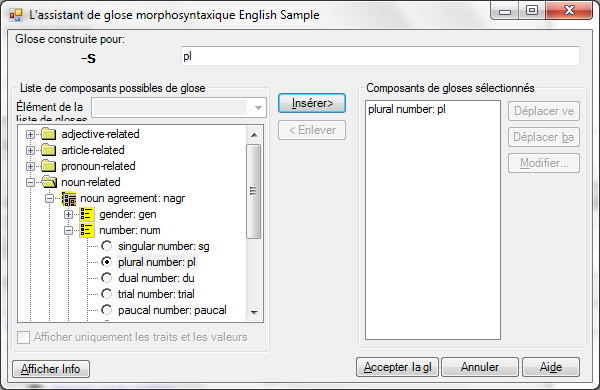 L'assistant de glose morphosyntaxique English Sample
Glose construite pour:
-s
pl
Liste de composants possibles de glose
Élément de la
liste de gloses
Insérer>
< Enlever
Composants de gloses sélectionnés
plural number: pl
Déplacer ve
Déplacer ba
Modifier...
adjective-related
article-related
pronoun-related
noun-related
noun agreement: nagr
gender: gen
number: num
singular number: sg
plural number: pl
dual number: du
trial number: trial
paucal number: paucal
Afficher uniquement les traits et les valeurs
Afficher Info
Accepter la gl
Annuler
Aide